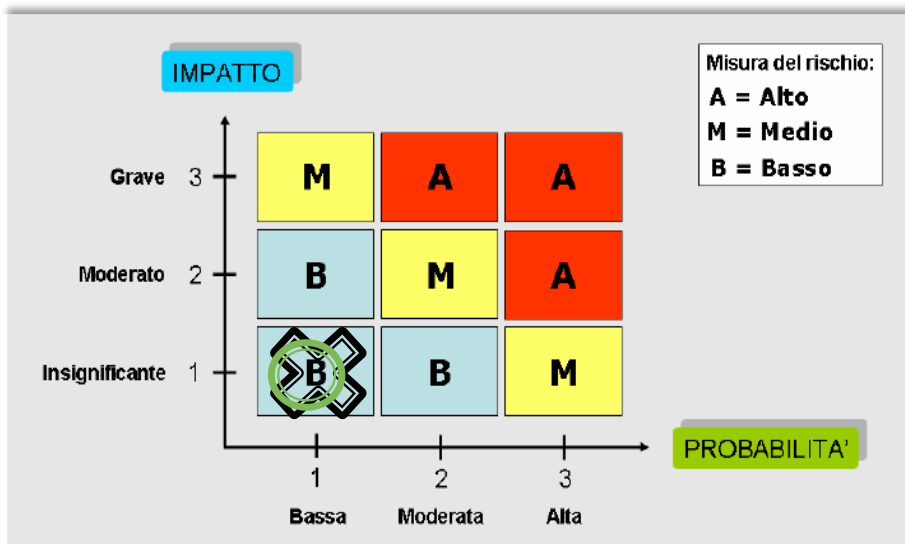 IMPATTO
Misura del rischio:
A = Alto
M = Medio
B = Basso
Grave 3 M A A
Moderato 2 B M A
Insignificante 1 B B M
PROBABILITA'
1 2 3
Bassa Moderata Alta